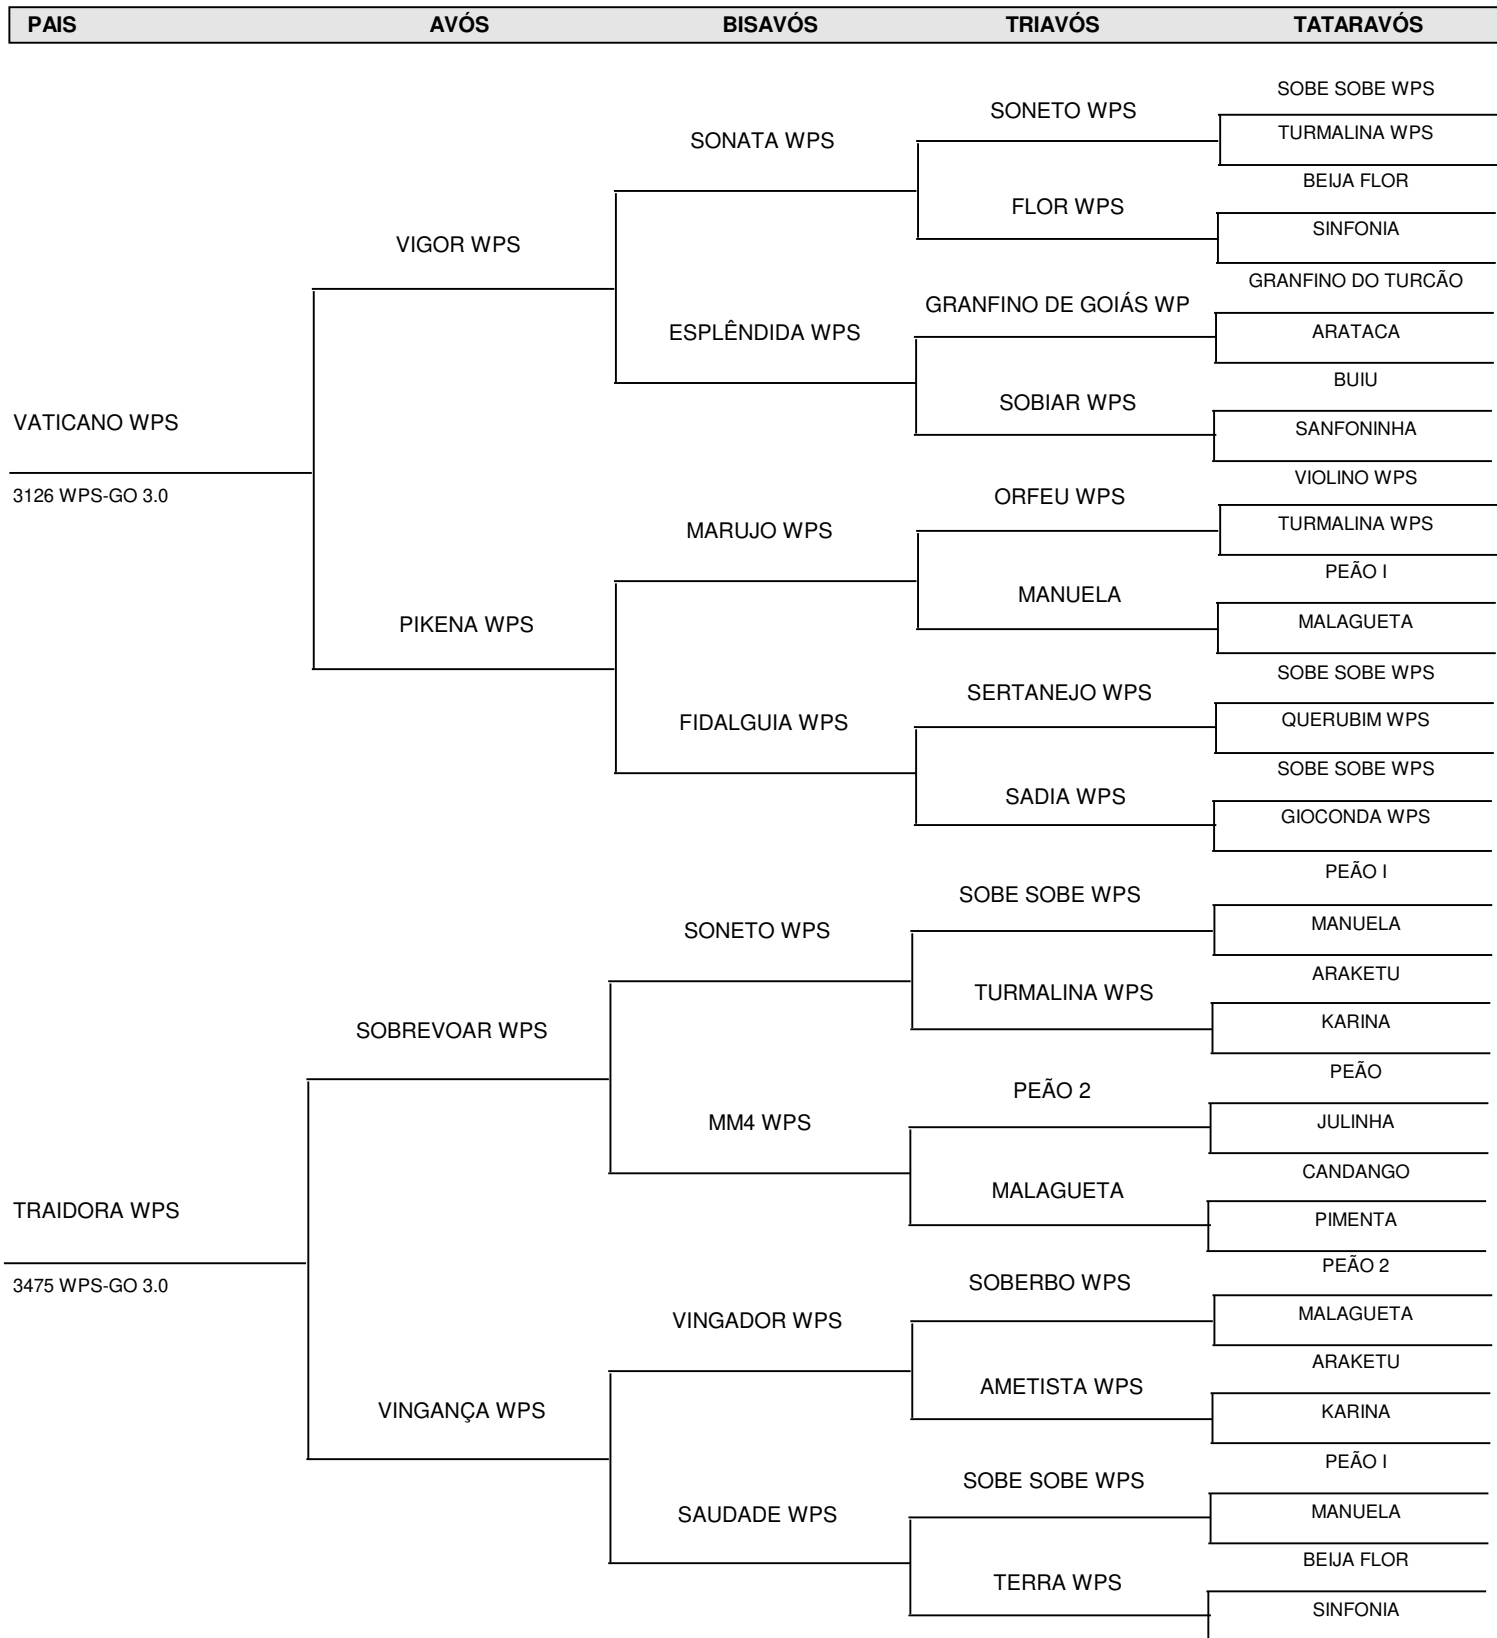 PAIS AVÓS BISAVÓS TRIAVÓS TATARAVÓS
SOBE SOBE WPS
SONETO WPS
TURMALINA WPS
SONATA WPS
BEIJA FLOR
FLOR WPS
SINFONIA
VIGOR WPS
GRANFINO DO TURCÃO
GRANFINO DE GOIÁS WP
ARATACA
ESPLÊNDIDA WPS
BUIU
SOBIAR WPS
SANFONINHA
VATICANO WPS
3126 WPS-GO 3.0
VIOLINO WPS
ORFEU WPS
TURMALINA WPS
MARUJO WPS
PEÃO I
MANUELA
MALAGUETA
PIKENA WPS
SOBE SOBE WPS
SERTANEJO WPS
QUERUBIM WPS
FIDALGUIA WPS
SOBE SOBE WPS
SADIA WPS
GIOCONDA WPS
PEÃO I
SOBE SOBE WPS
MANUELA
SONETO WPS
ARAKETU
TURMALINA WPS
KARINA
SOBREVOAR WPS
PEÃO
PEÃO 2
JULINHA
MM4 WPS
CANDANGO
MALAGUETA
PIMENTA
TRAIDORA WPS
3475 WPS-GO 3.0
PEÃO 2
SOBERBO WPS
MALAGUETA
VINGADOR WPS
ARAKETU
AMETISTA WPS
KARINA
VINGANÇA WPS
PEÃO I
SOBE SOBE WPS
MANUELA
SAUDADE WPS
BEIJA FLOR
TERRA WPS
SINFONIA